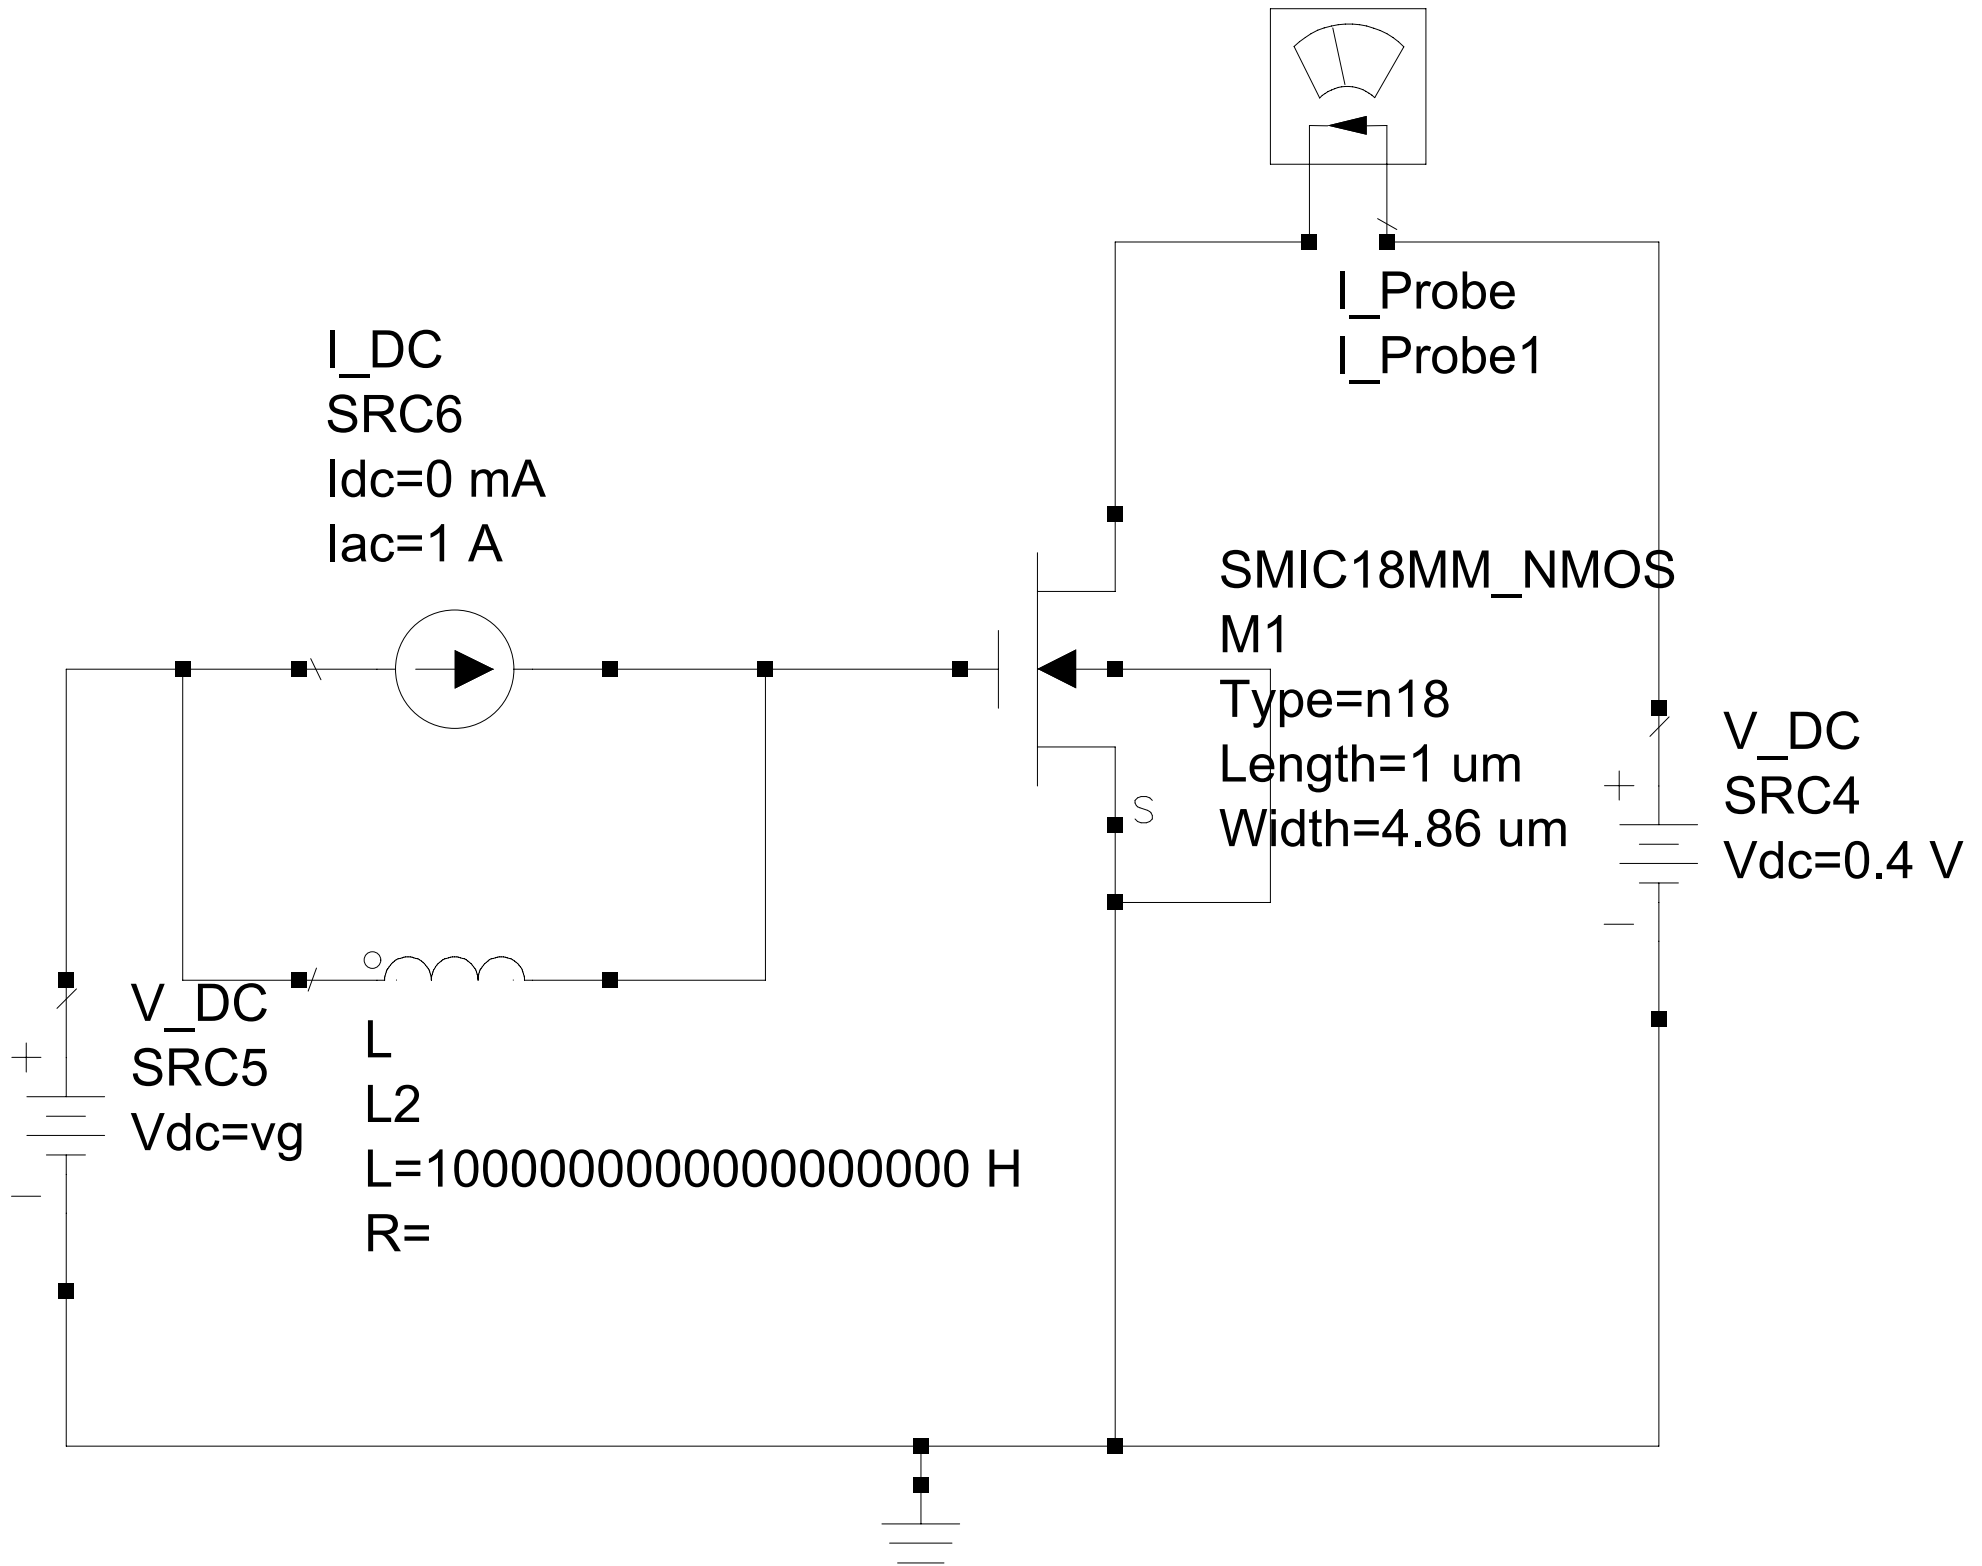 I_Probe
I_Probe1
I_DC
SRC6
Idc=0 mA
Iac=1 A
SMIC18MM_NMOS
M1
Type=n18
Length=1 um
Width=4.86 um
S
V_DC
SRC4
Vdc=0.4 V
+
−
V_DC
SRC5
Vdc=vg
+
−
L
L2
L=1000000000000000000 H
R=